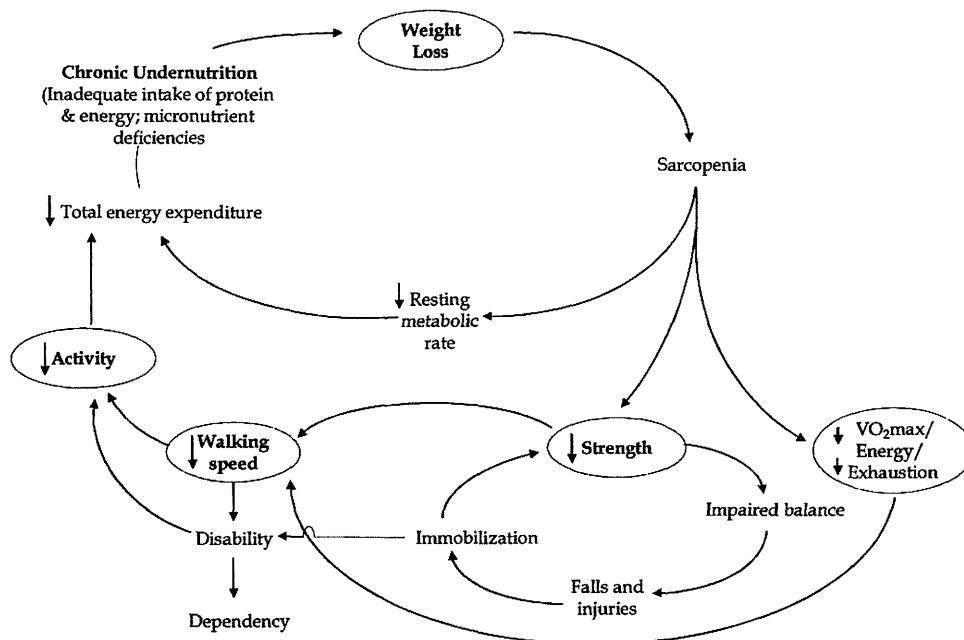 Weight
Loss
Chronic Undernutrition
(Inadequate intake of protein
& energy; micronutrient
deficiencies
Sarcopenia
↓ Total energy expenditure
↓ Resting
metabolic
rate
↓ Activity
↓ Walking
speed
↓ Strength
↓ VO₂max/
Energy/
↓ Exhaustion
Impaired balance
Disability
Immobilization
Falls and
injuries
Dependency